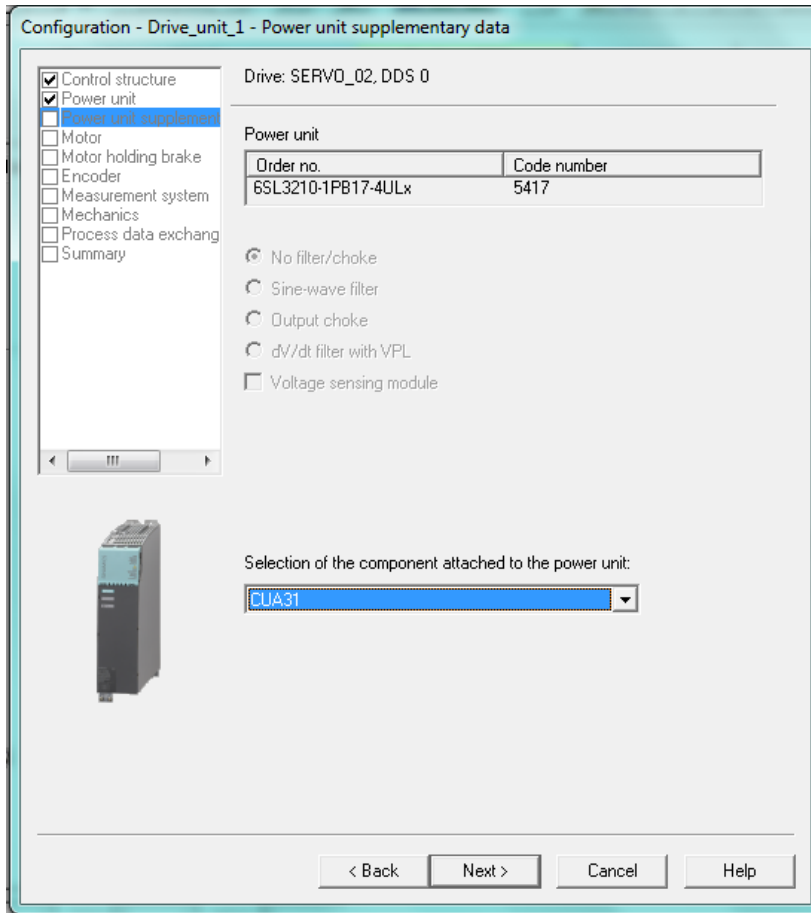 Configuration - Drive_unit_1 - Power unit supplementary data
Control structure
Power unit
Power unit supplemen
Motor
Motor holding brake
Encoder
Measurement system
Mechanics
Process data exchang
Summary
Drive: SERVO_02, DDS 0
Power unit
Order no. Code number
6SL3210-1PB17-4ULx 5417
No filter/choke
Sine-wave filter
Output choke
dV/dt filter with VPL
Voltage sensing module
Selection of the component attached to the power unit:
CUA31
< Back Next > Cancel Help